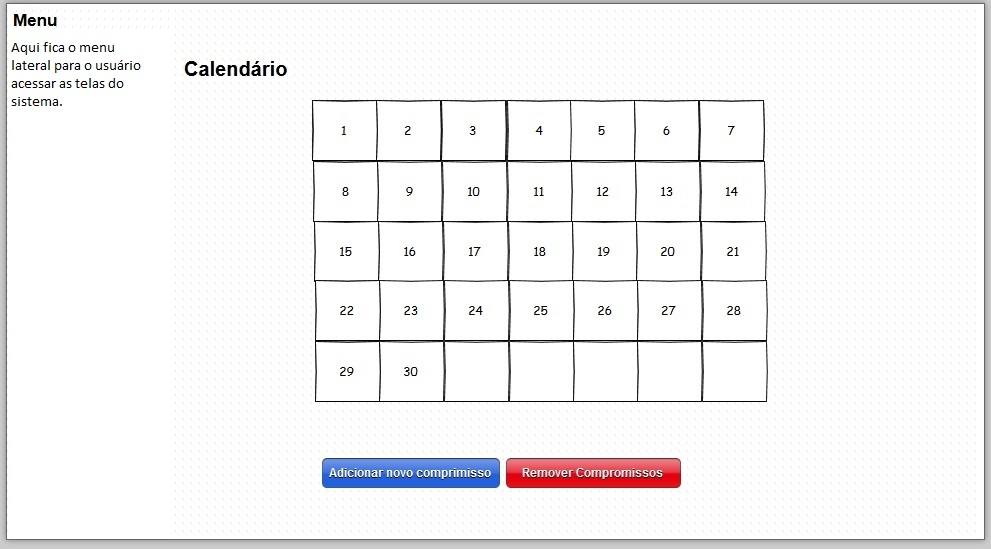 Menu
Aqui fica o menu
lateral para o usuário
acessar as telas do
sistema.
Calendário
1 2 3 4 5 6 7
8 9 10 11 12 13 14
15 16 17 18 19 20 21
22 23 24 25 26 27 28
29 30
Adicionar novo comprimisso Remover Compromissos